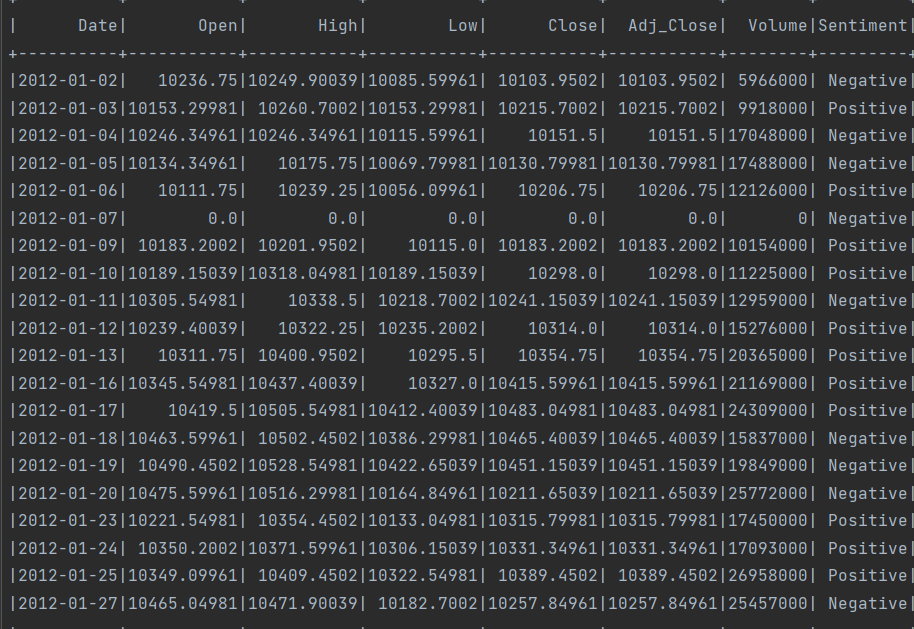 |      Date|      Open|       High|        Low|      Close|  Adj_Close|  Volume|Sentiment|
+----------+-----------+-----------+-----------+-----------+-----------+--------+---------+
|2012-01-02|   10236.75|10249.90039|10085.59961| 10103.9502| 10103.9502| 5966000| Negative|
|2012-01-03|10153.29981| 10260.7002|10153.29981| 10215.7002| 10215.7002| 9918000| Positive|
|2012-01-04|10246.34961|10246.34961|10115.59961|    10151.5|    10151.5|17048000| Negative|
|2012-01-05|10134.34961|   10175.75|10069.79981|10130.79981|10130.79981|17488000| Negative|
|2012-01-06|   10111.75|   10239.25|10056.09961|   10206.75|   10206.75|12126000| Positive|
|2012-01-07|        0.0|        0.0|        0.0|        0.0|        0.0|       0| Negative|
|2012-01-09| 10183.2002| 10201.9502|    10115.0| 10183.2002| 10183.2002|10154000| Positive|
|2012-01-10|10189.15039|10318.04981|10189.15039|    10298.0|    10298.0|11225000| Positive|
|2012-01-11|10305.54981|    10338.5| 10218.7002|10241.15039|10241.15039|12959000| Negative|
|2012-01-12|10239.40039|   10322.25| 10235.2002|    10314.0|    10314.0|15276000| Positive|
|2012-01-13|   10311.75| 10400.9502|    10295.5|   10354.75|   10354.75|20365000| Positive|
|2012-01-16|10345.54981|10437.40039|    10327.0|10415.59961|10415.59961|21169000| Positive|
|2012-01-17|    10419.5|10505.54981|10412.40039|10483.04981|10483.04981|24309000| Positive|
|2012-01-18|10463.59961| 10502.4502|10386.29981|10465.40039|10465.40039|15837000| Negative|
|2012-01-19| 10490.4502|10528.54981|10422.65039|10451.15039|10451.15039|19849000| Negative|
|2012-01-20|10475.59961|10516.29981|10164.84961|10211.65039|10211.65039|25772000| Negative|
|2012-01-23|10221.54981| 10354.4502|10133.04981|10315.79981|10315.79981|17450000| Positive|
|2012-01-24| 10350.2002|10371.59961|10306.15039|10331.34961|10331.34961|17093000| Positive|
|2012-01-25|10349.09961| 10409.4502|10322.54981| 10389.4502| 10389.4502|26958000| Positive|
|2012-01-27|10465.04981|10471.90039| 10182.7002|10257.84961|10257.84961|25457000| Negative|